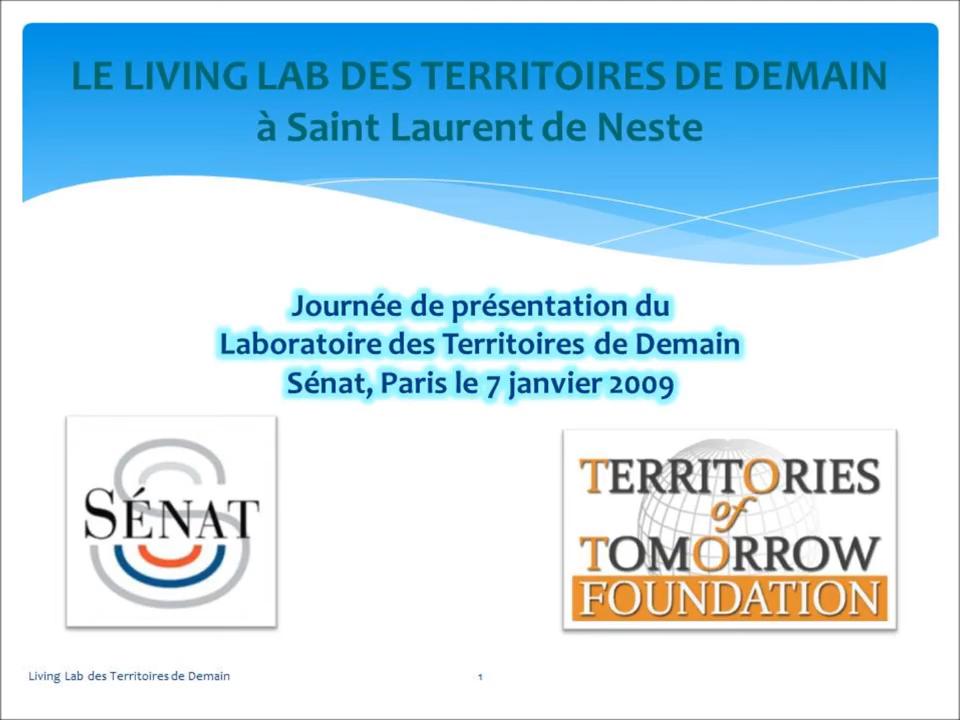 LE LIVING LAB DES TERRITOIRES DE DEMAIN
à Saint Laurent de Neste
Journée de présentation du
Laboratoire des Territoires de Demain
Sénat, Paris le 7 janvier 2009
SÉNAT
TERRITORIES
of
TOMORROW
FOUNDATION
Living Lab des Territoires de Demain
1